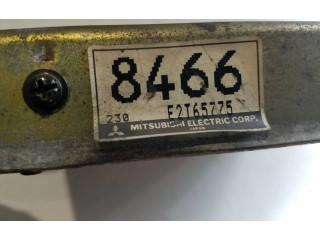 8466
230 E2T65775
MITSUBISHI ELECTRIC CORP.
JAPAN